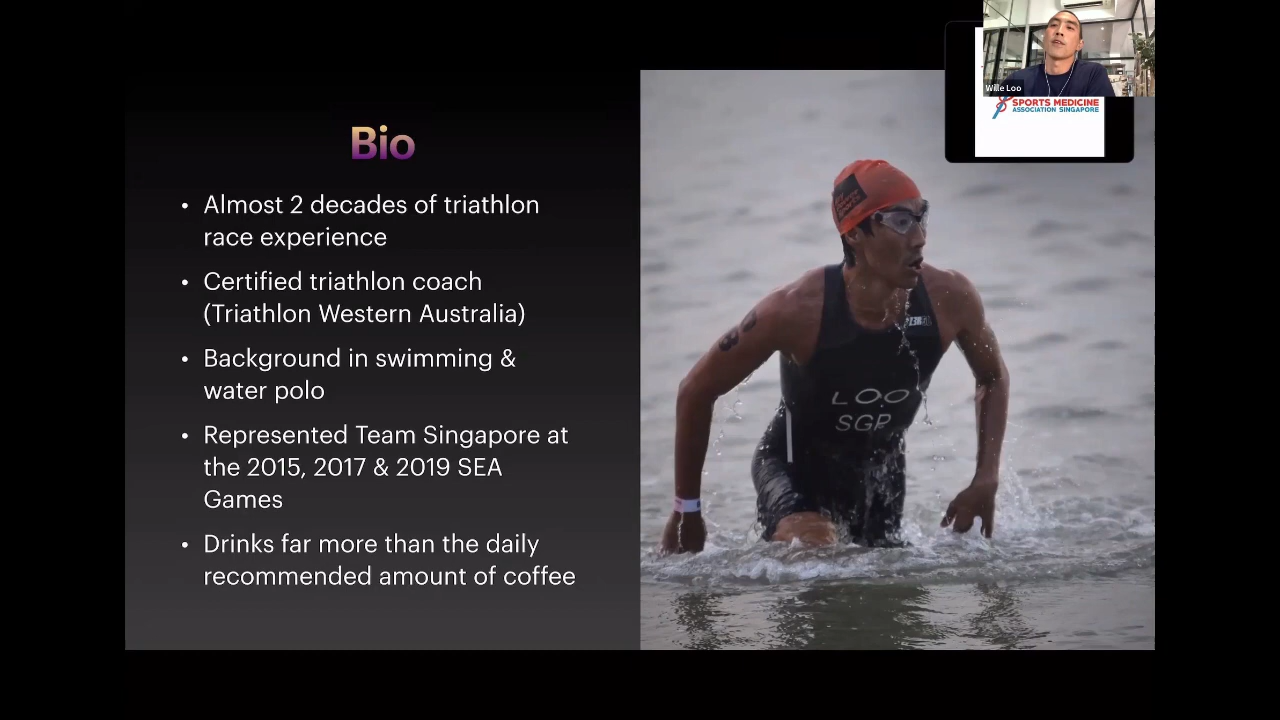 Wille Loo
SPORTS MEDICINE
ASSOCIATION SINGAPORE
Bio
• Almost 2 decades of triathlon
race experience
• Certified triathlon coach
(Triathlon Western Australia)
• Background in swimming &
water polo
• Represented Team Singapore at
the 2015, 2017 & 2019 SEA
Games
• Drinks far more than the daily
recommended amount of coffee
LOO
SGP